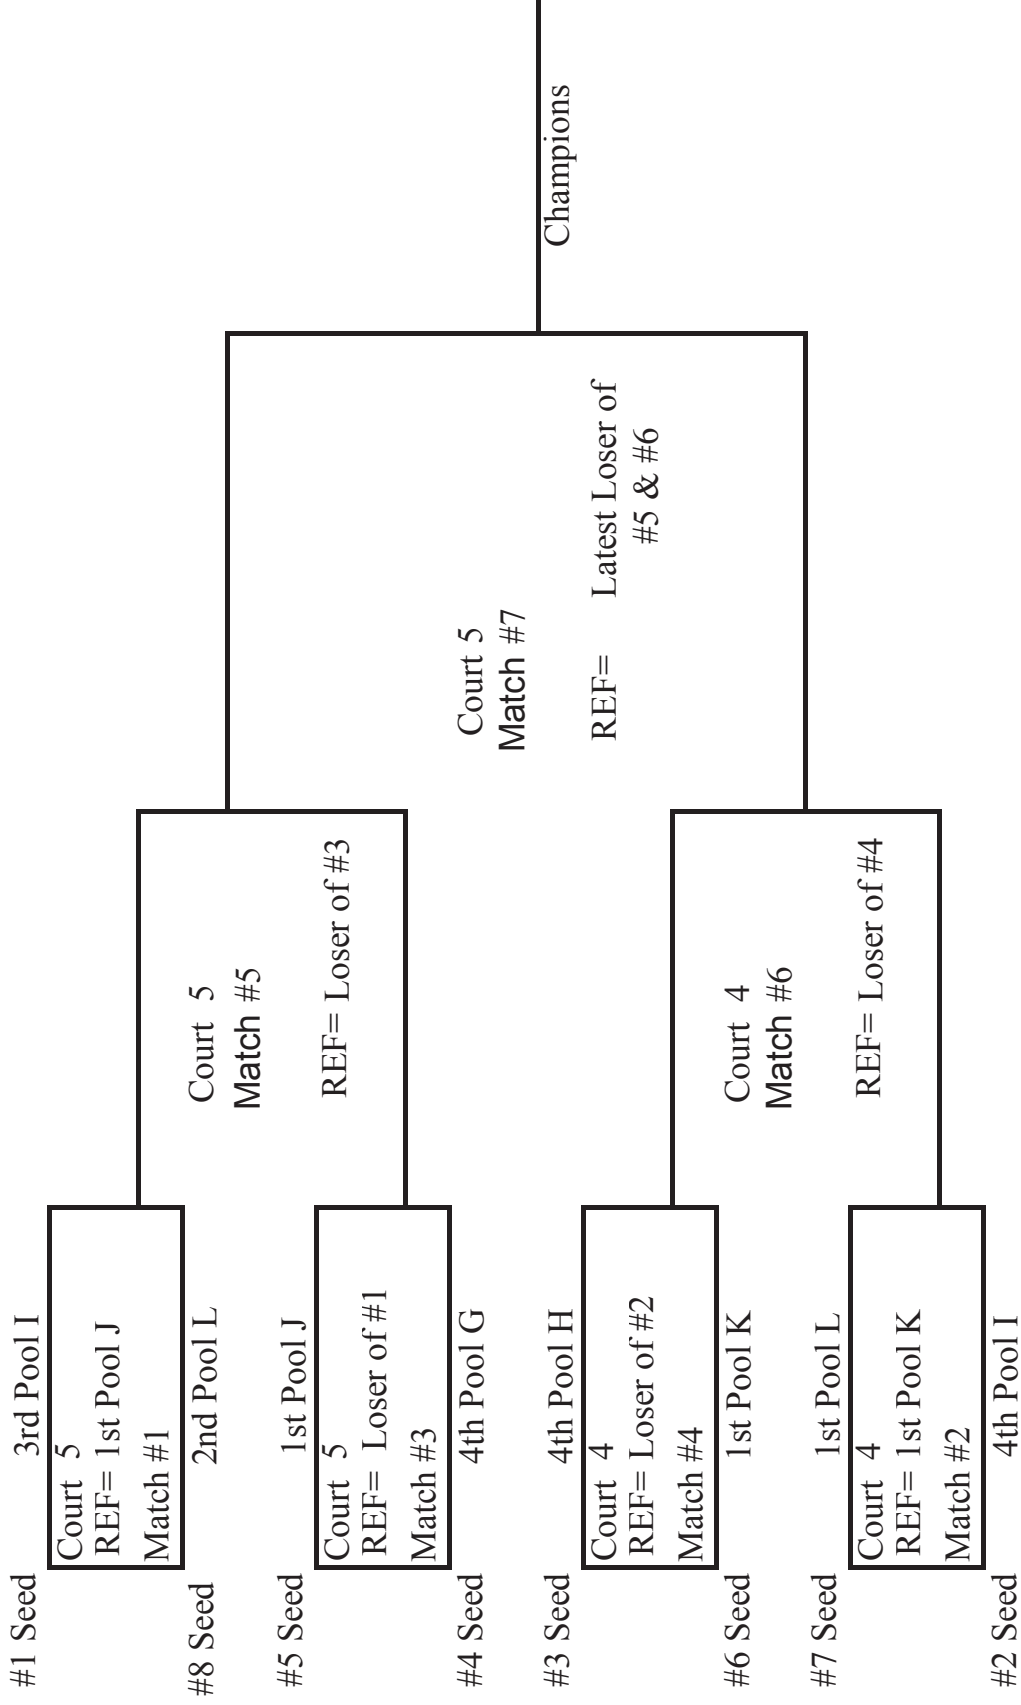 #1 Seed
3rd Pool I
Court 5
REF= 1st Pool J
Match #1
#8 Seed
2nd Pool L
#5 Seed
1st Pool J
Court 5
REF= Loser of #1
Match #3
#4 Seed
4th Pool G
#3 Seed
4th Pool H
Court 4
REF= Loser of #2
Match #4
#6 Seed
1st Pool K
#7 Seed
1st Pool L
Court 4
REF= 1st Pool K
Match #2
#2 Seed
4th Pool I
Court 5
Match #5
REF= Loser of #3
Court 4
Match #6
REF= Loser of #4
Court 5
Match #7
REF= Latest Loser of
#5 & #6
Champions